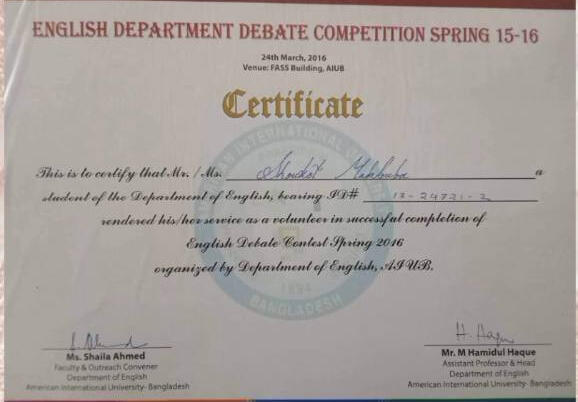 ENGLISH DEPARTMENT DEBATE COMPETITION SPRING 15-16
24th March, 2016
Venue: FASS Building, AIUB
Certificate
This is to certify that Mr. / Ms. a
student of the Department of English, bearing ID#
rendered his/her service as a volunteer in successful completion of
English Debate Contest Spring 2016
organized by Department of English, AIUB.
1994
BANGLADESH
Ms. Shaila Ahmed
Faculty & Outreach Convener
Department of English
American International University- Bangladesh
H. Haque
Mr. M Hamidul Haque
Assistant Professor & Head
Department of English
American International University- Bangladesh